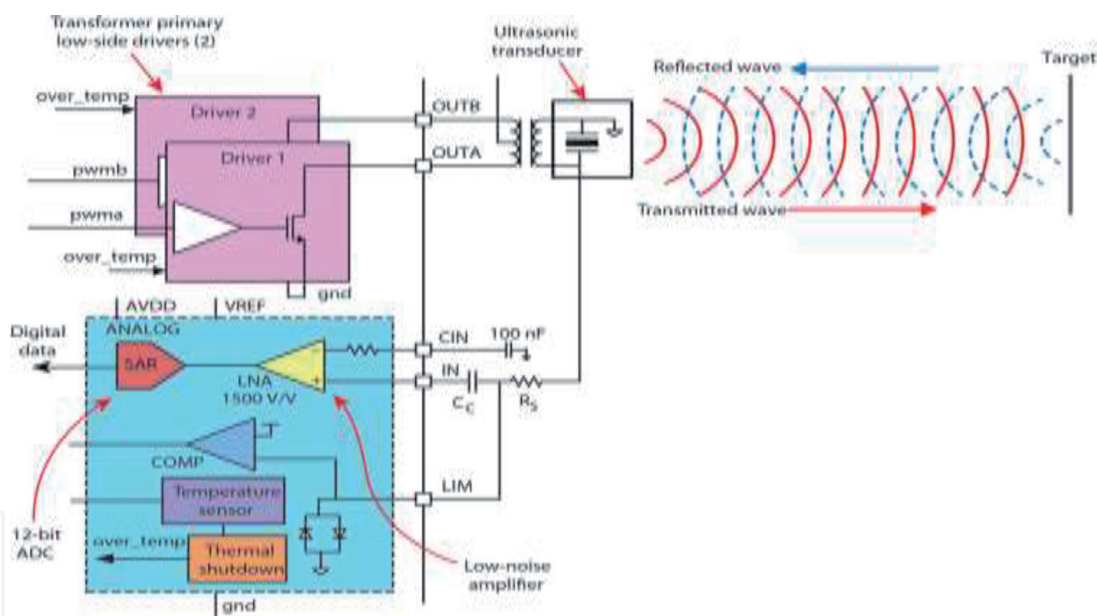 Transformer primary
low-side drivers (2)
Ultrasonic
transducer
Reflected wave
Target
over_temp
Driver 2
OUTB
Driver 1
OUTA
pwmb
pwma
Transmitted wave
over_temp
gnd
AVDD
VREF
Digital
data
ANALOG
SAR
CIN
100 nF
IN
LNA
1500 V/V
CC
RS
COMP
LIM
Temperature
sensor
12-bit
ADC
over_temp
Thermal
shutdown
Low-noise
amplifier
gnd